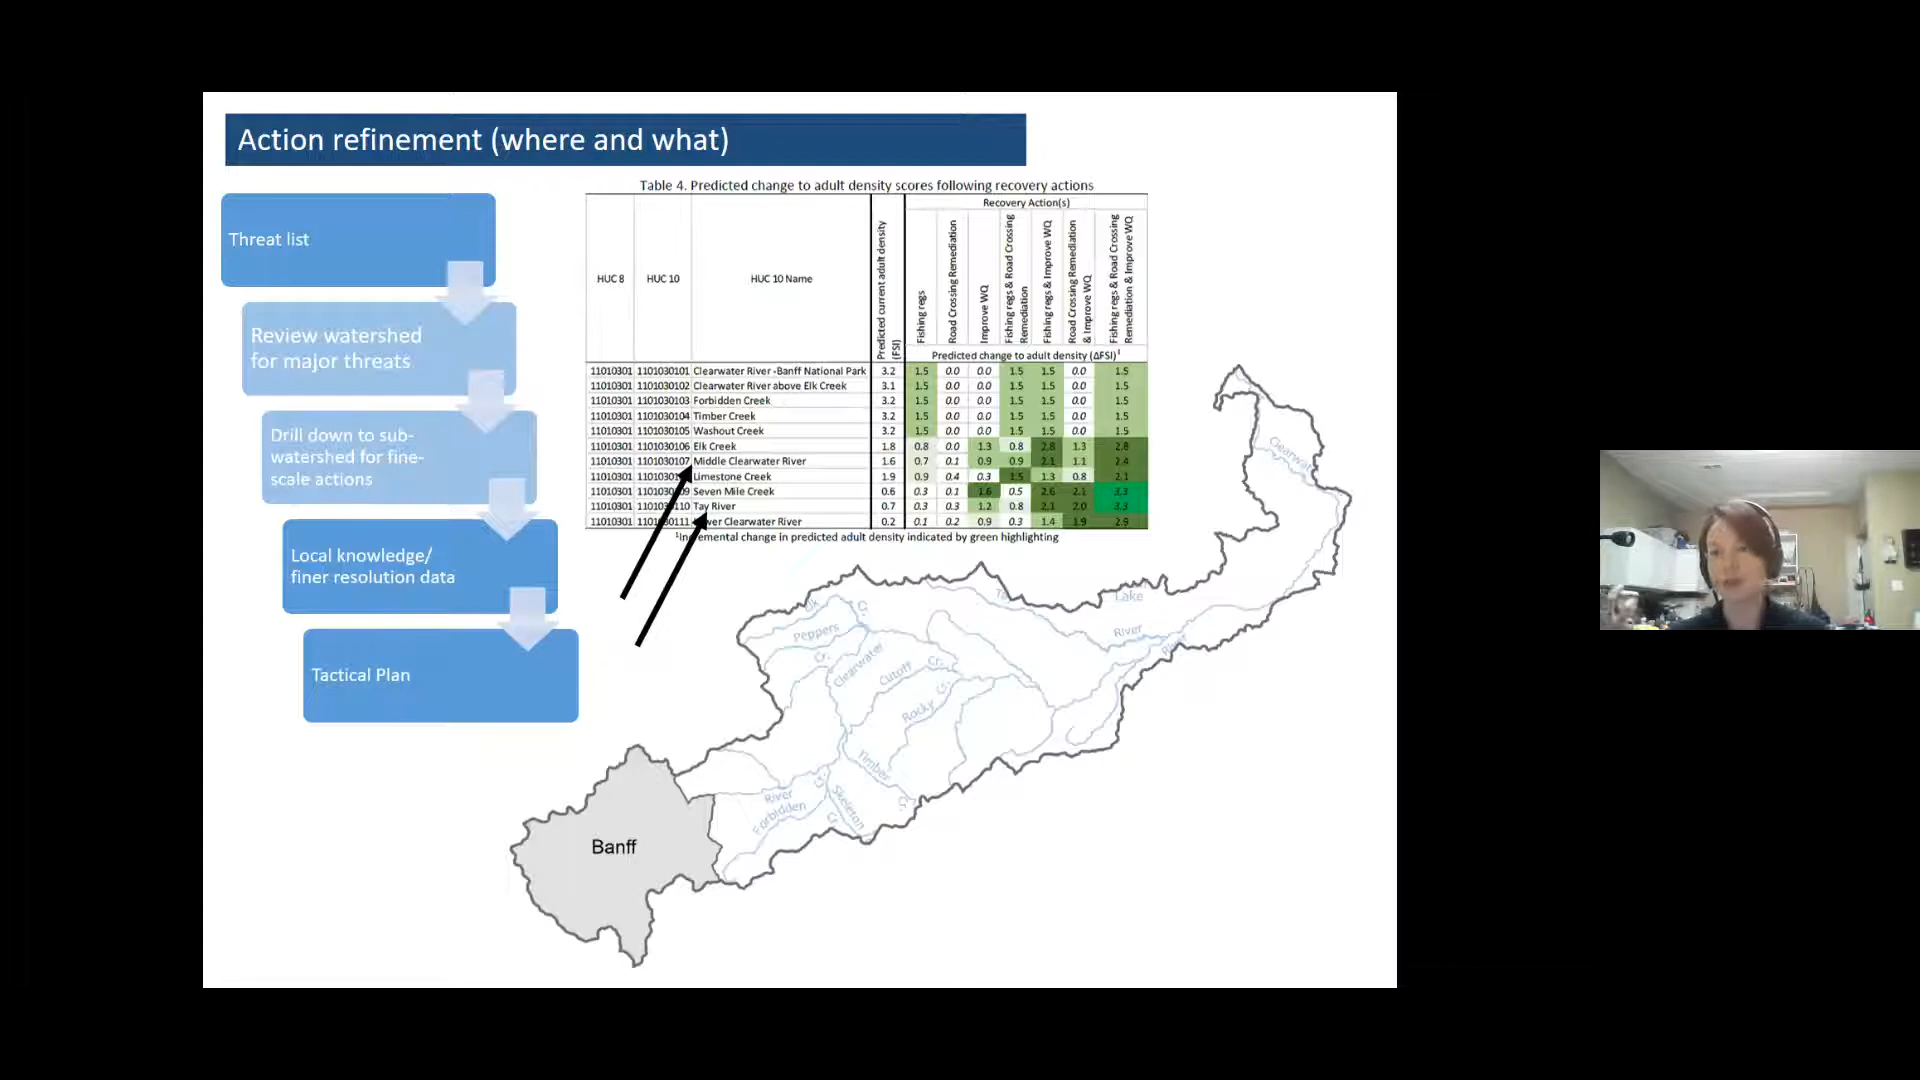 Action refinement (where and what)
Threat list
Review watershed
for major threats
Drill down to sub-
watershed for fine-
scale actions
Local knowledge/
finer resolution data
Tactical Plan
Table 4. Predicted change to adult density scores following recovery actions
Recovery Action(s)
HUC 8 HUC 10 HUC 10 Name
Predicted current adult density
(FSI)
Fishing regs
Road Crossing Remediation
Improve WQ
Fishing regs & Road Crossing
Remediation
Fishing regs & Improve WQ
Road Crossing Remediation
& Improve WQ
Fishing regs & Road Crossing
Remediation & Improve WQ
Predicted change to adult density (ΔFSI)¹
11010301 1101030101 Clearwater River -Banff National Park 3.2 1.5 0.0 0.0 1.5 1.5 0.0 1.5
11010301 1101030102 Clearwater River above Elk Creek 3.1 1.5 0.0 0.0 1.5 1.5 0.0 1.5
11010301 1101030103 Forbidden Creek 3.2 1.5 0.0 0.0 1.5 1.5 0.0 1.5
11010301 1101030104 Timber Creek 3.2 1.5 0.0 0.0 1.5 1.5 0.0 1.5
11010301 1101030105 Washout Creek 3.2 1.5 0.0 0.0 1.5 1.5 0.0 1.5
11010301 1101030106 Elk Creek 1.8 0.8 0.0 1.3 0.8 2.8 1.3 2.8
11010301 1101030107 Middle Clearwater River 1.6 0.7 0.1 0.9 0.9 2.1 1.1 2.4
11010301 Limestone Creek 1.9 0.9 0.4 0.3 1.5 1.3 0.8 2.1
11010301 Seven Mile Creek 0.6 0.3 0.1 1.6 0.5 2.6 2.1 3.3
11010301 Tay River 0.7 0.3 0.3 1.2 0.8 2.1 2.0 3.3
11010301 Clearwater River 0.2 0.1 0.2 0.9 0.3 1.4 1.9 2.9
¹Incremental change in predicted adult density indicated by green highlighting
Clearwater
Lake
River
Peppers
Cr.
Clearwater
Cutoff Cr.
Rocky Cr.
Timber
Cr.
River
Forbidden
Cr.
Skeleton
Cr.
Banff